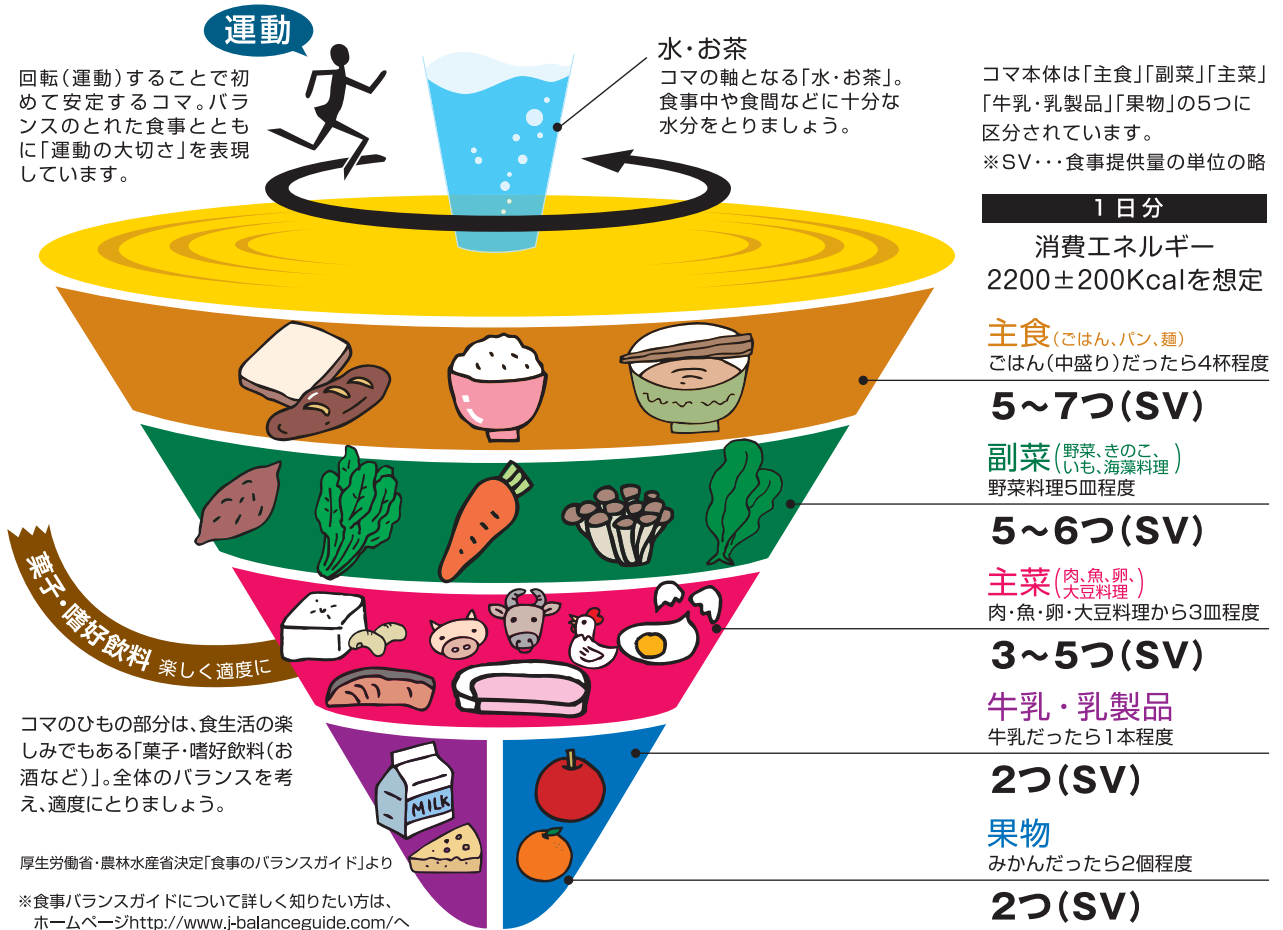 運動
回転(運動)することで初
めて安定するコマ。バラ
ンスのとれた食事ととも
に「運動の大切さ」を表現
しています。
水・お茶
コマの軸となる「水・お茶」。
食事中や食間などに十分な
水分をとりましょう。
コマ本体は「主食」「副菜」「主菜」
「牛乳・乳製品」「果物」の5つに
区分されています。
※SV・・・食事提供量の単位の略
1日分
消費エネルギー
2200±200Kcalを想定
主食(ごはん、パン、麺)
ごはん(中盛り)だったら4杯程度
5〜7つ(SV)
副菜(野菜、きのこ、
いも、海藻料理)
野菜料理5皿程度
5〜6つ(SV)
主菜(肉、魚、卵、
大豆料理)
肉・魚・卵・大豆料理から3皿程度
3〜5つ(SV)
牛乳・乳製品
牛乳だったら1本程度
2つ(SV)
果物
みかんだったら2個程度
2つ(SV)
菓子・嗜好飲料 楽しく適度に
MILK
コマのひもの部分は、食生活の楽
しみでもある「菓子・嗜好飲料(お
酒など)」。全体のバランスを考
え、適度にとりましょう。
厚生労働省・農林水産省決定「食事のバランスガイド」より
※食事バランスガイドについて詳しく知りたい方は、
ホームページhttp://www.j-balanceguide.com/へ